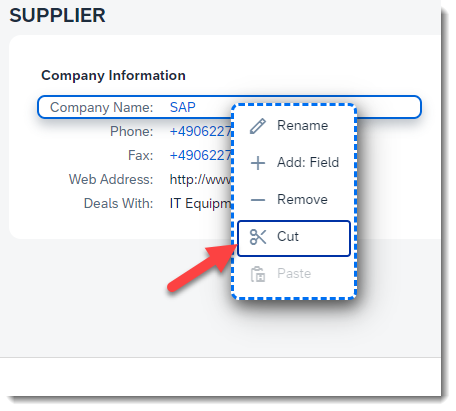 SUPPLIER
Company Information
Company Name: SAP
Phone: +4906227
Fax: +4906227
Web Address: http://www
Deals With: IT Equipm
Rename
Add: Field
Remove
Cut
Paste